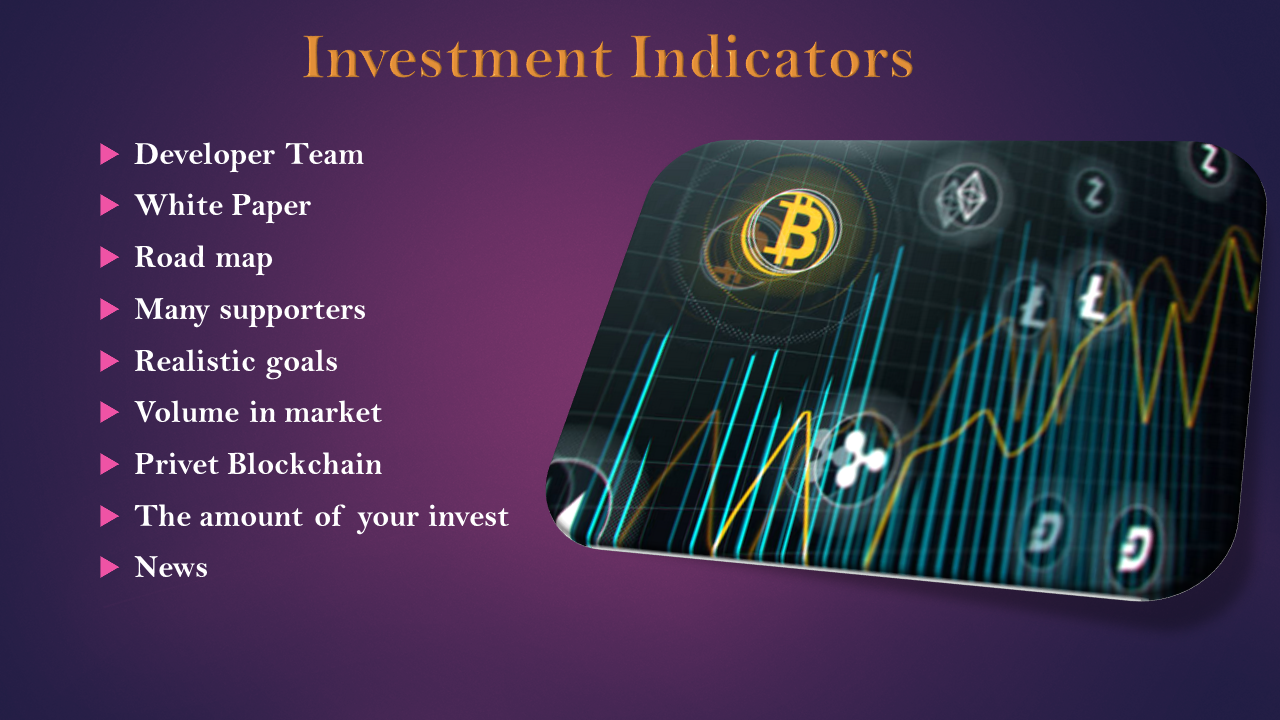 Investment Indicators
Developer Team
White Paper
Road map
Many supporters
Realistic goals
Volume in market
Privet Blockchain
The amount of your invest
News